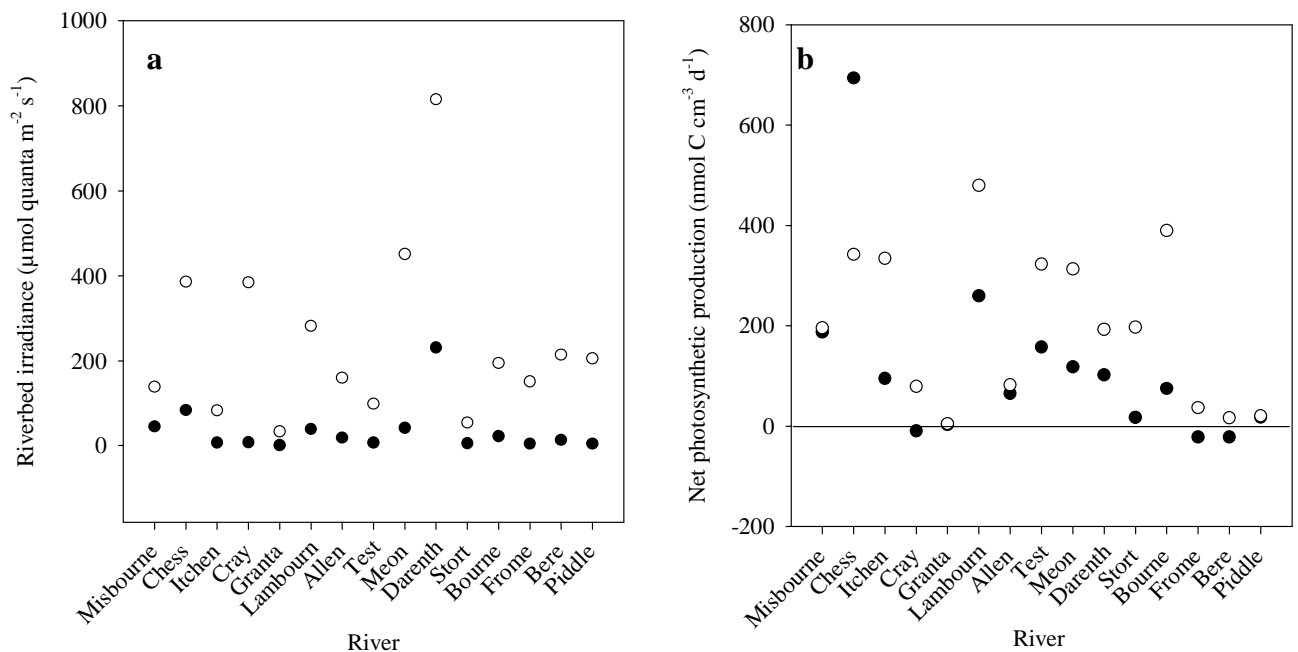 a
Riverbed irradiance (µmol quanta m⁻² s⁻¹)
1000
800
600
400
200
0
Misbourne
Chess
Itchen
Cray
Granta
Lambourn
Allen
Test
Meon
Darenth
Stort
Bourne
Frome
Bere
Piddle
River
b
Net photosynthetic production (nmol C cm⁻³ d⁻¹)
800
600
400
200
0
-200
Misbourne
Chess
Itchen
Cray
Granta
Lambourn
Allen
Test
Meon
Darenth
Stort
Bourne
Frome
Bere
Piddle
River